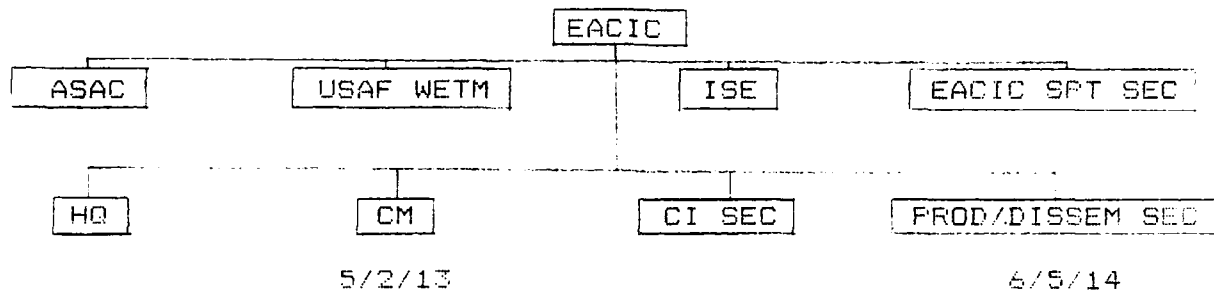 EACIC
ASAC USAF WETM ISE EACIC SPT SEC
HQ CM CI SEC PROD/DISSEM SEC
5/2/13 6/5/14